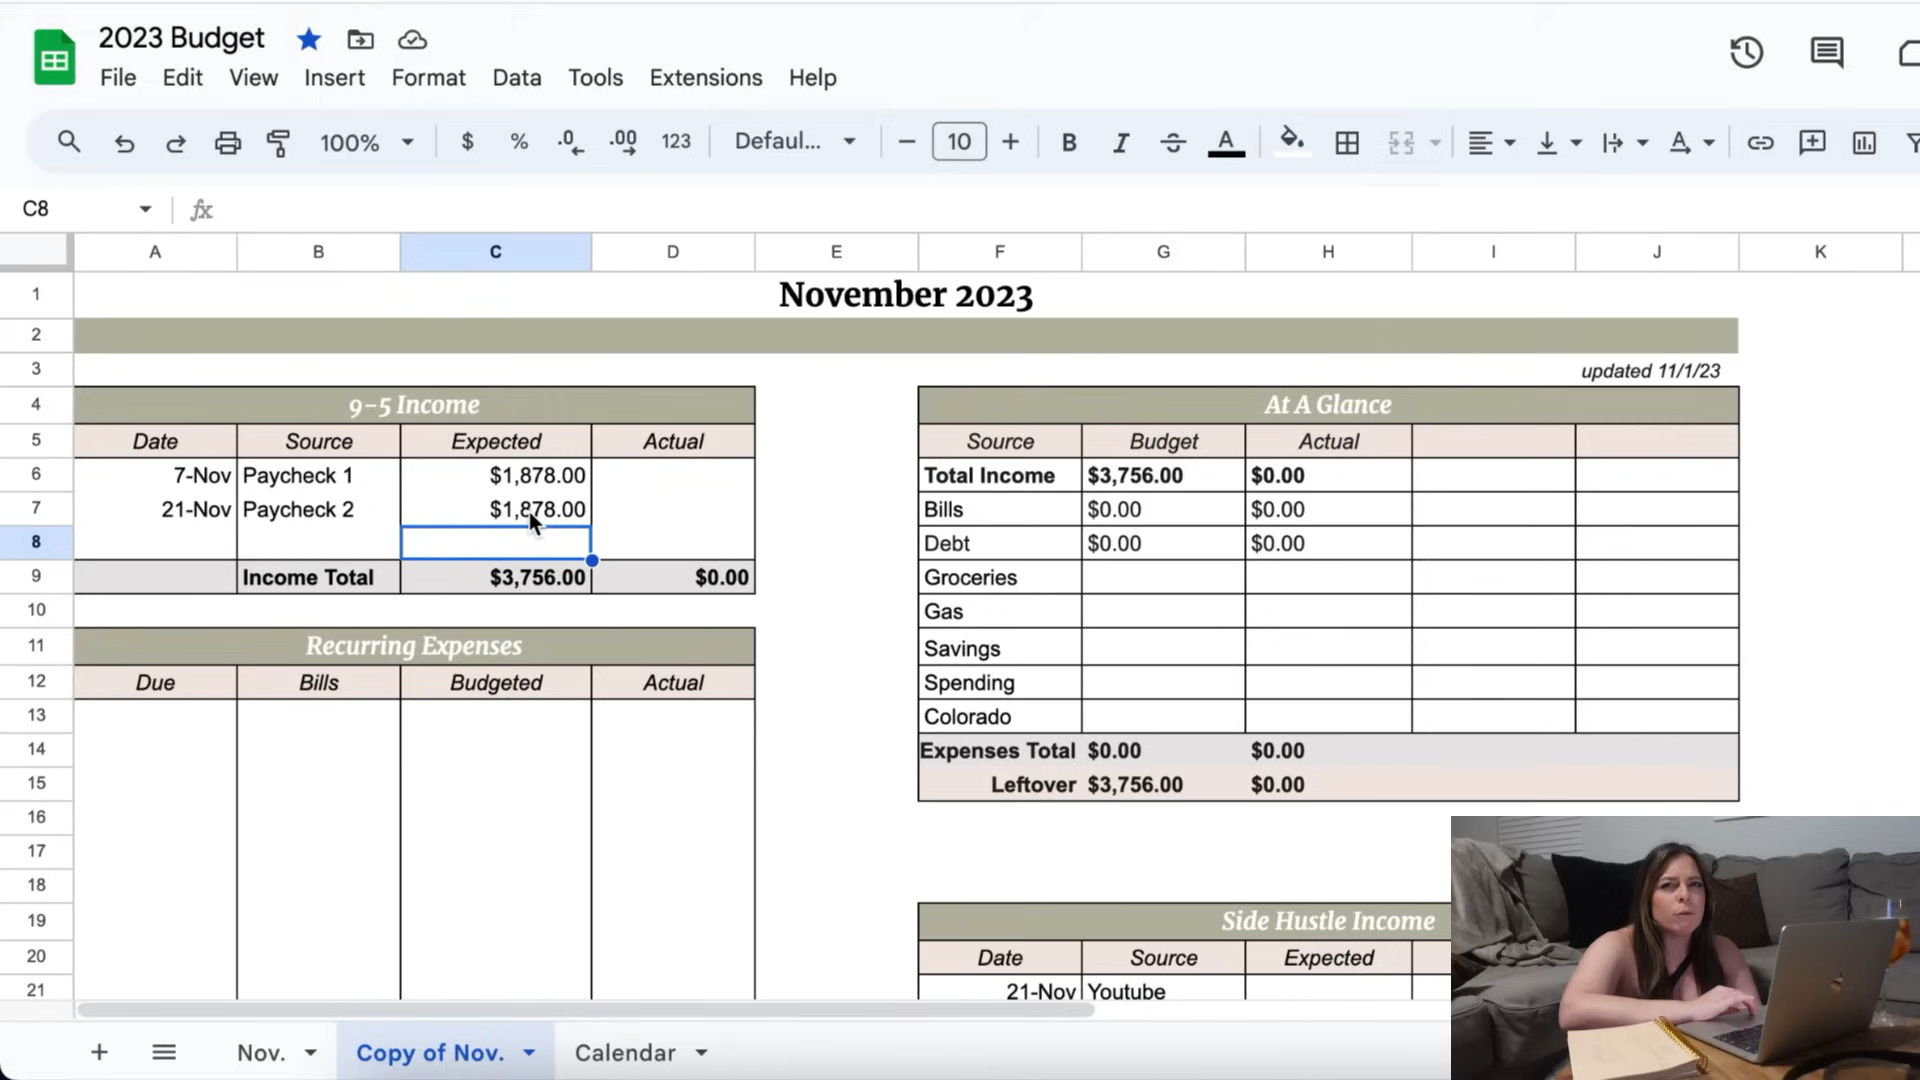 2023 Budget
File Edit View Insert Format Data Tools Extensions Help
100% $ % .0 .00 123 Defaul... 10 B I A A
C8 fx
A B C D E F G H I J K
1 November 2023
2
3 updated 11/1/23
4 9-5 Income At A Glance
5 Date Source Expected Actual Source Budget Actual
6 7-Nov Paycheck 1 $1,878.00 Total Income $3,756.00 $0.00
7 21-Nov Paycheck 2 $1,878.00 Bills $0.00 $0.00
8 Debt $0.00 $0.00
9 Income Total $3,756.00 $0.00 Groceries
10 Gas
11 Recurring Expenses Savings
12 Due Bills Budgeted Actual Spending
13 Colorado
14 Expenses Total $0.00 $0.00
15 Leftover $3,756.00 $0.00
16
17
18
19 Side Hustle Income
20 Date Source Expected
21 21-Nov Youtube
Nov. Copy of Nov. Calendar